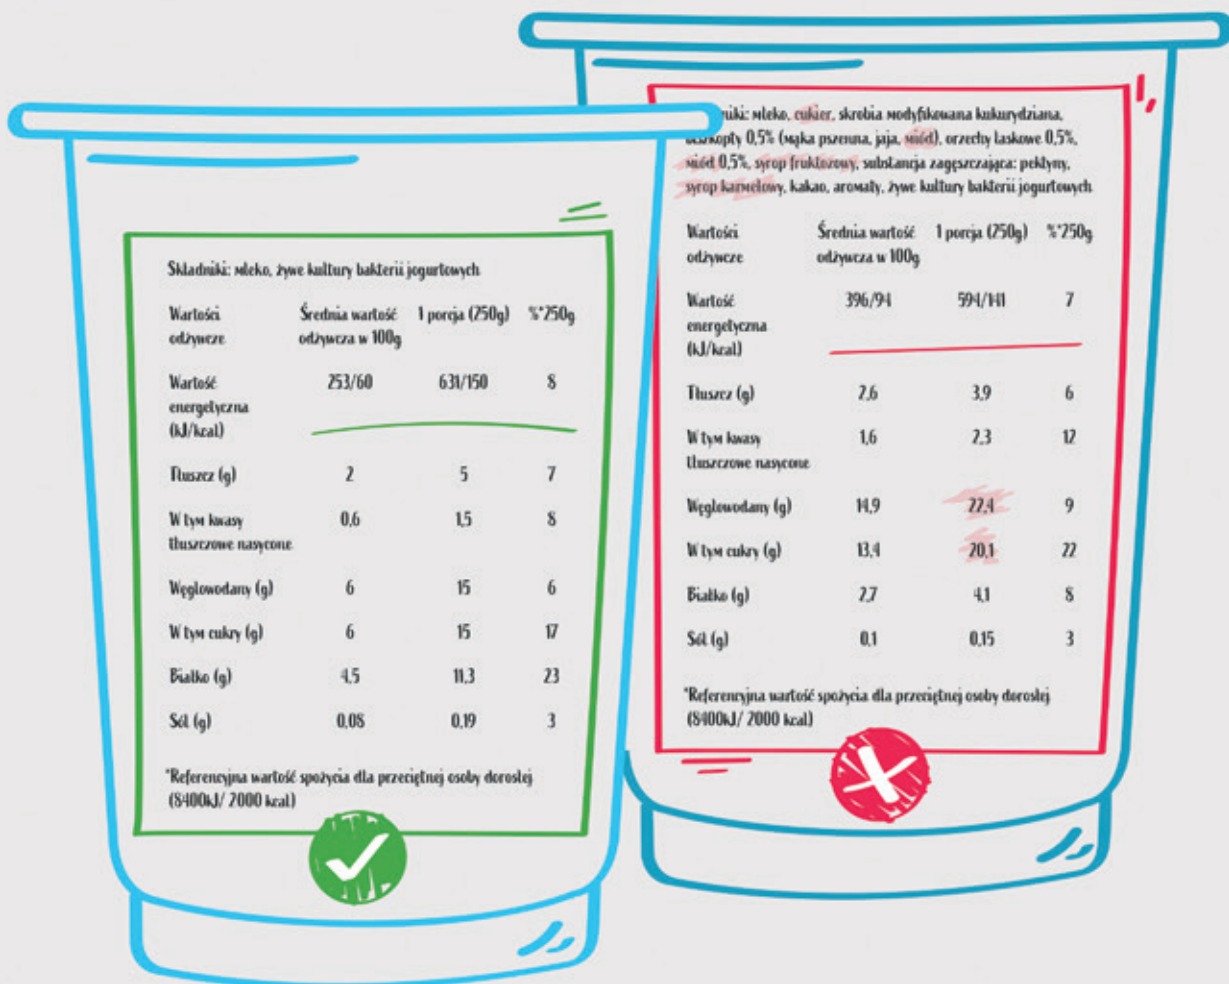 Składniki: mleko, żywe kultury bakterii jogurtowych
Wartości odżywcze Średnia wartość odżywcza w 100g 1 porcja (250g) %*250g
Wartość energetyczna (kJ/kcal) 253/60 631/150 8
Tłuszcz (g) 2 5 7
W tym kwasy tłuszczowe nasycone 0,6 1,5 8
Węglowodany (g) 6 15 6
W tym cukry (g) 6 15 17
Białko (g) 4,5 11,3 23
Sól (g) 0,08 0,19 3
*Referencyjna wartość spożycia dla przeciętnej osoby dorosłej
(8400kJ/ 2000 kcal)
mleko, cukier, skrobia modyfikowana kukurydziana,
0,5% (mąka pszenna, jaja, miód), orzechy laskowe 0,5%,
miód 0,5%, syrop fruktozowy, substancja zagęszczająca: pektyny,
syrop karmelowy, kakao, aromaty, żywe kultury bakterii jogurtowych
Wartości odżywcze Średnia wartość odżywcza w 100g 1 porcja (250g) %*250g
Wartość energetyczna (kJ/kcal) 396/94 594/141 7
Tłuszcz (g) 2,6 3,9 6
W tym kwasy tłuszczowe nasycone 1,6 2,3 12
Węglowodany (g) 14,9 22,4 9
W tym cukry (g) 13,4 20,1 22
Białko (g) 2,7 4,1 8
Sól (g) 0,1 0,15 3
*Referencyjna wartość spożycia dla przeciętnej osoby dorosłej
(8400kJ/ 2000 kcal)